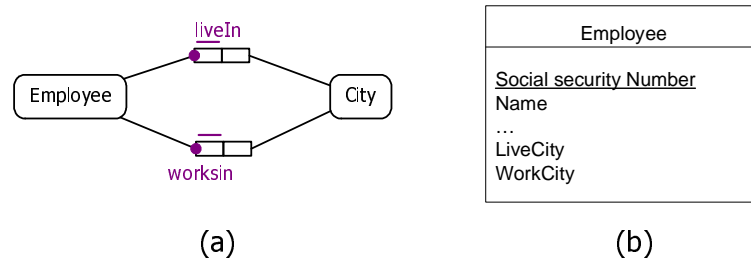 liveIn
Employee
City
worksin
(a)
Employee
Social security Number
Name
...
LiveCity
WorkCity
(b)